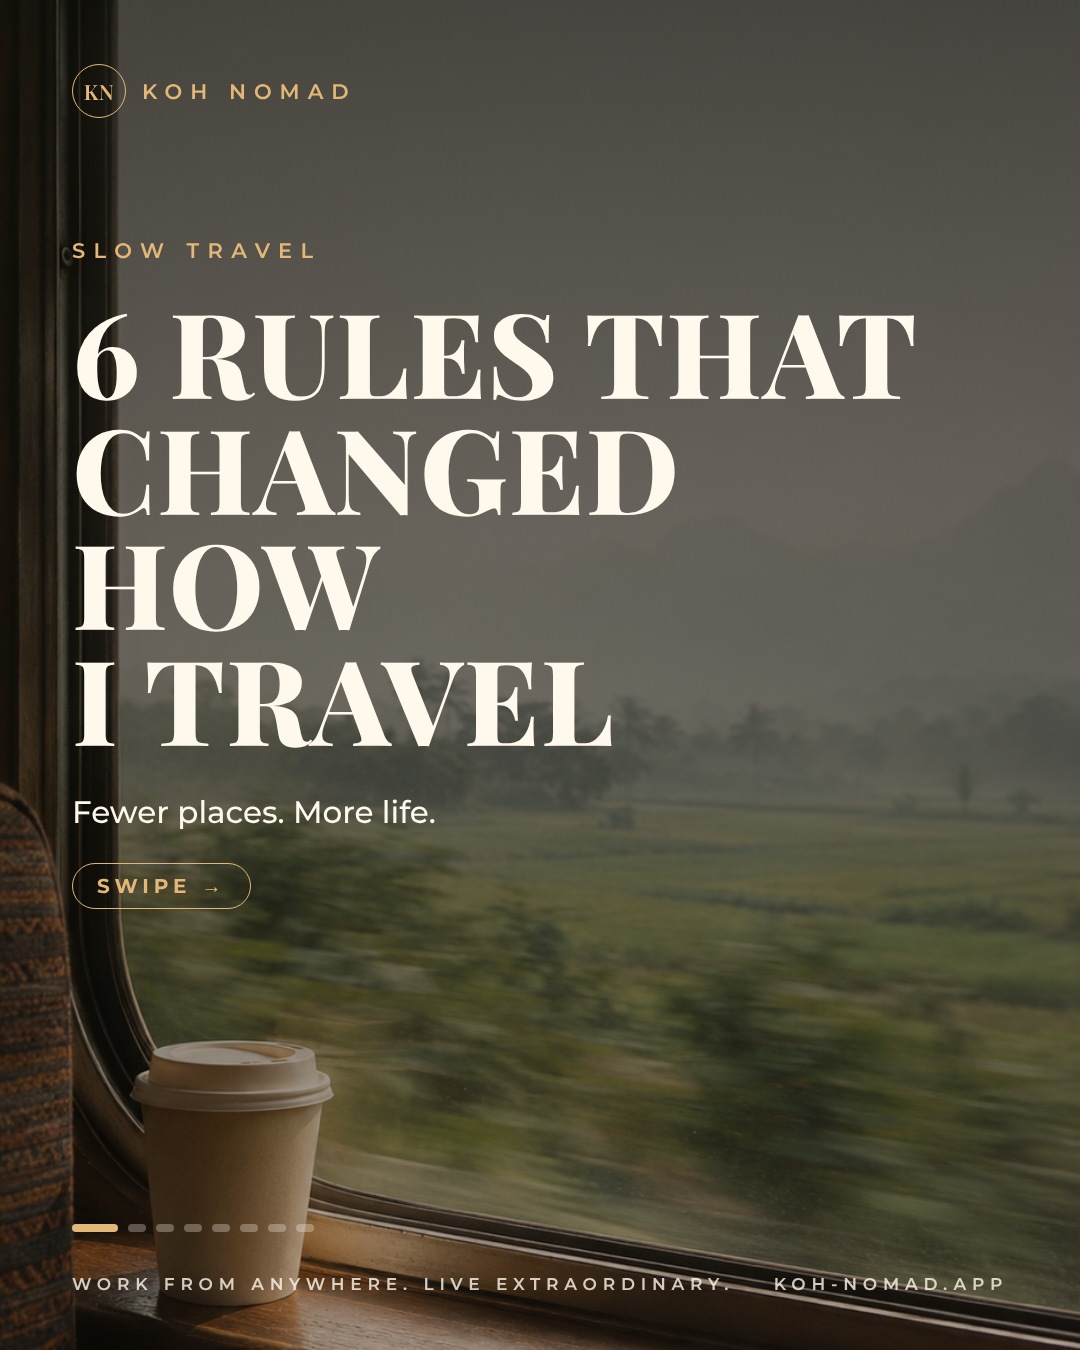 KN KOH NOMAD
SLOW TRAVEL
6 RULES THAT
CHANGED
HOW
I TRAVEL
Fewer places. More life.
SWIPE →
WORK FROM ANYWHERE. LIVE EXTRAORDINARY. KOH-NOMAD.APP